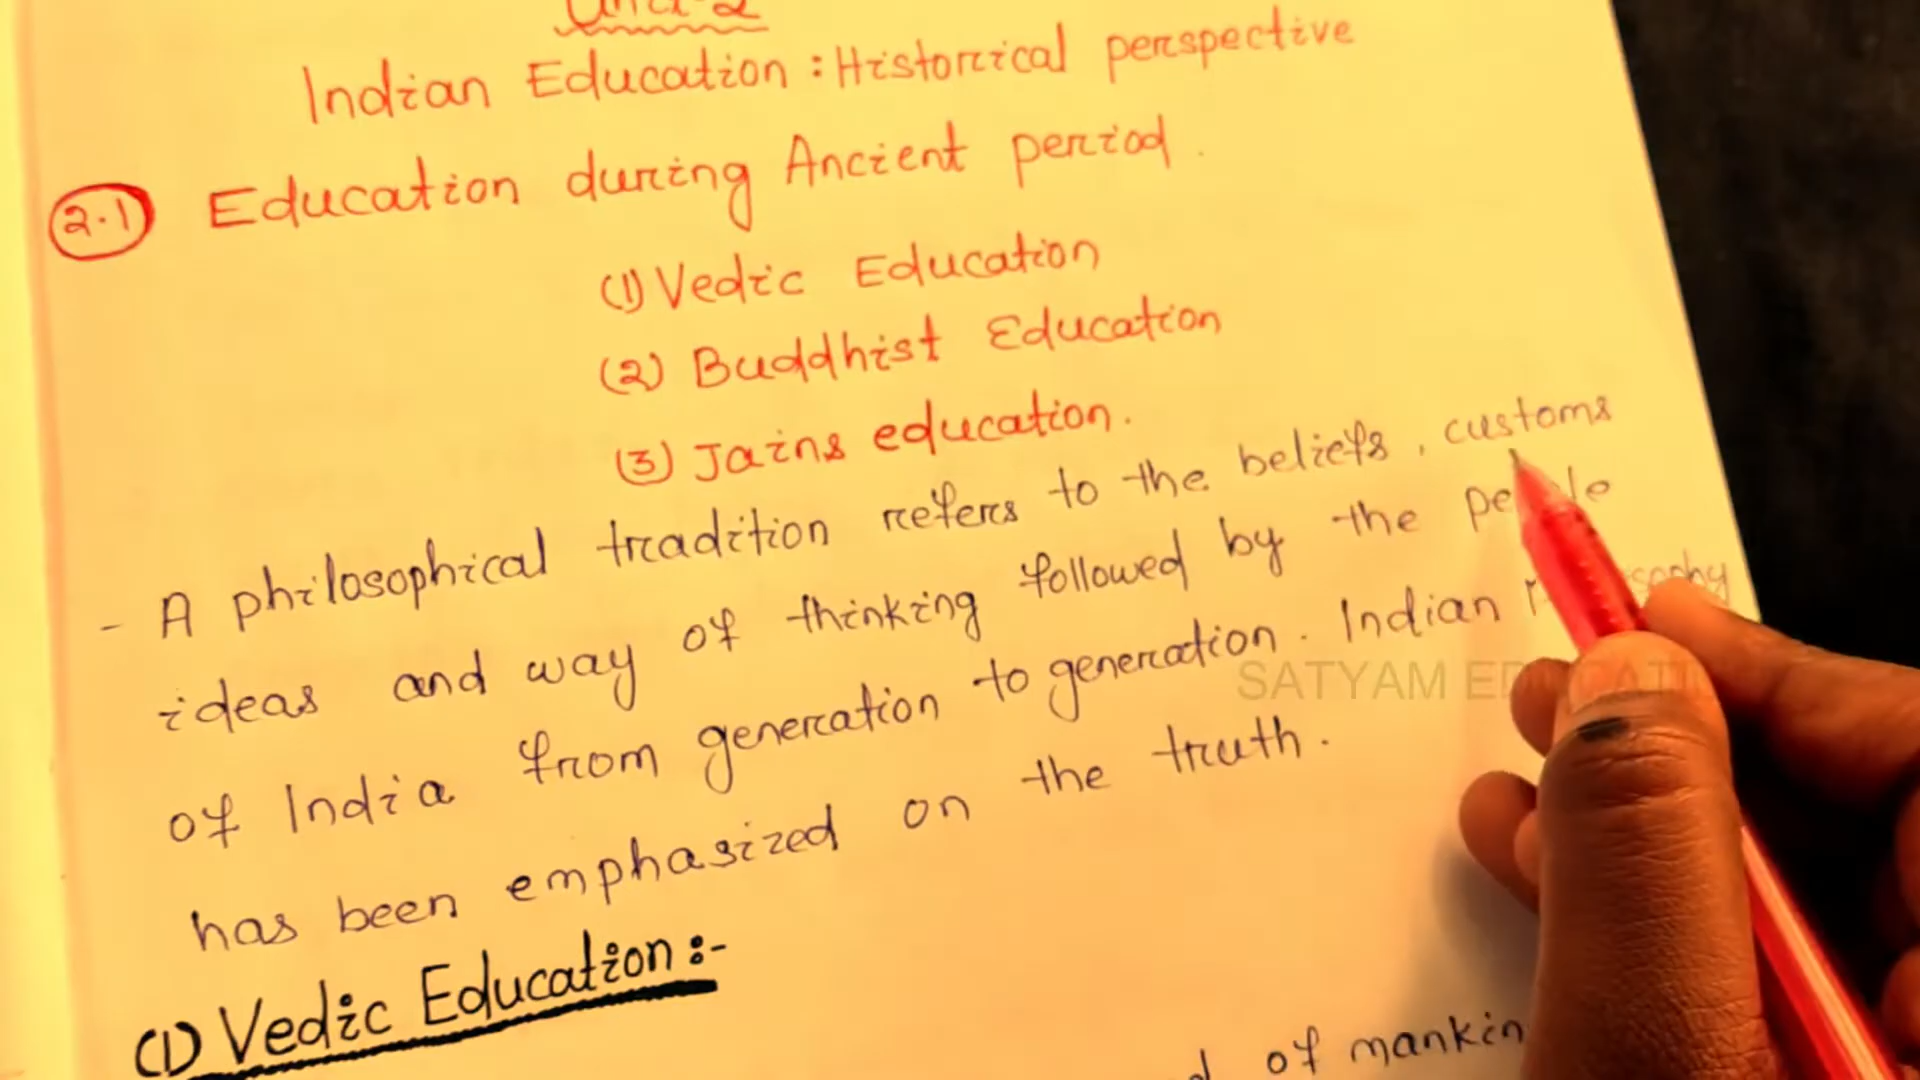 Unit-2
Indian Education : Historical perspective
2.1 Education during Ancient period.
(1) Vedic Education
(2) Buddhist Education
(3) Jains education.
- A philosophical tradition refers to the beliefs, customs
ideas and way of thinking followed by the people
of India from generation to generation. Indian
has been emphasized on the truth.
SATYAM EDUCATION
(1) Vedic Education :-
of mankin